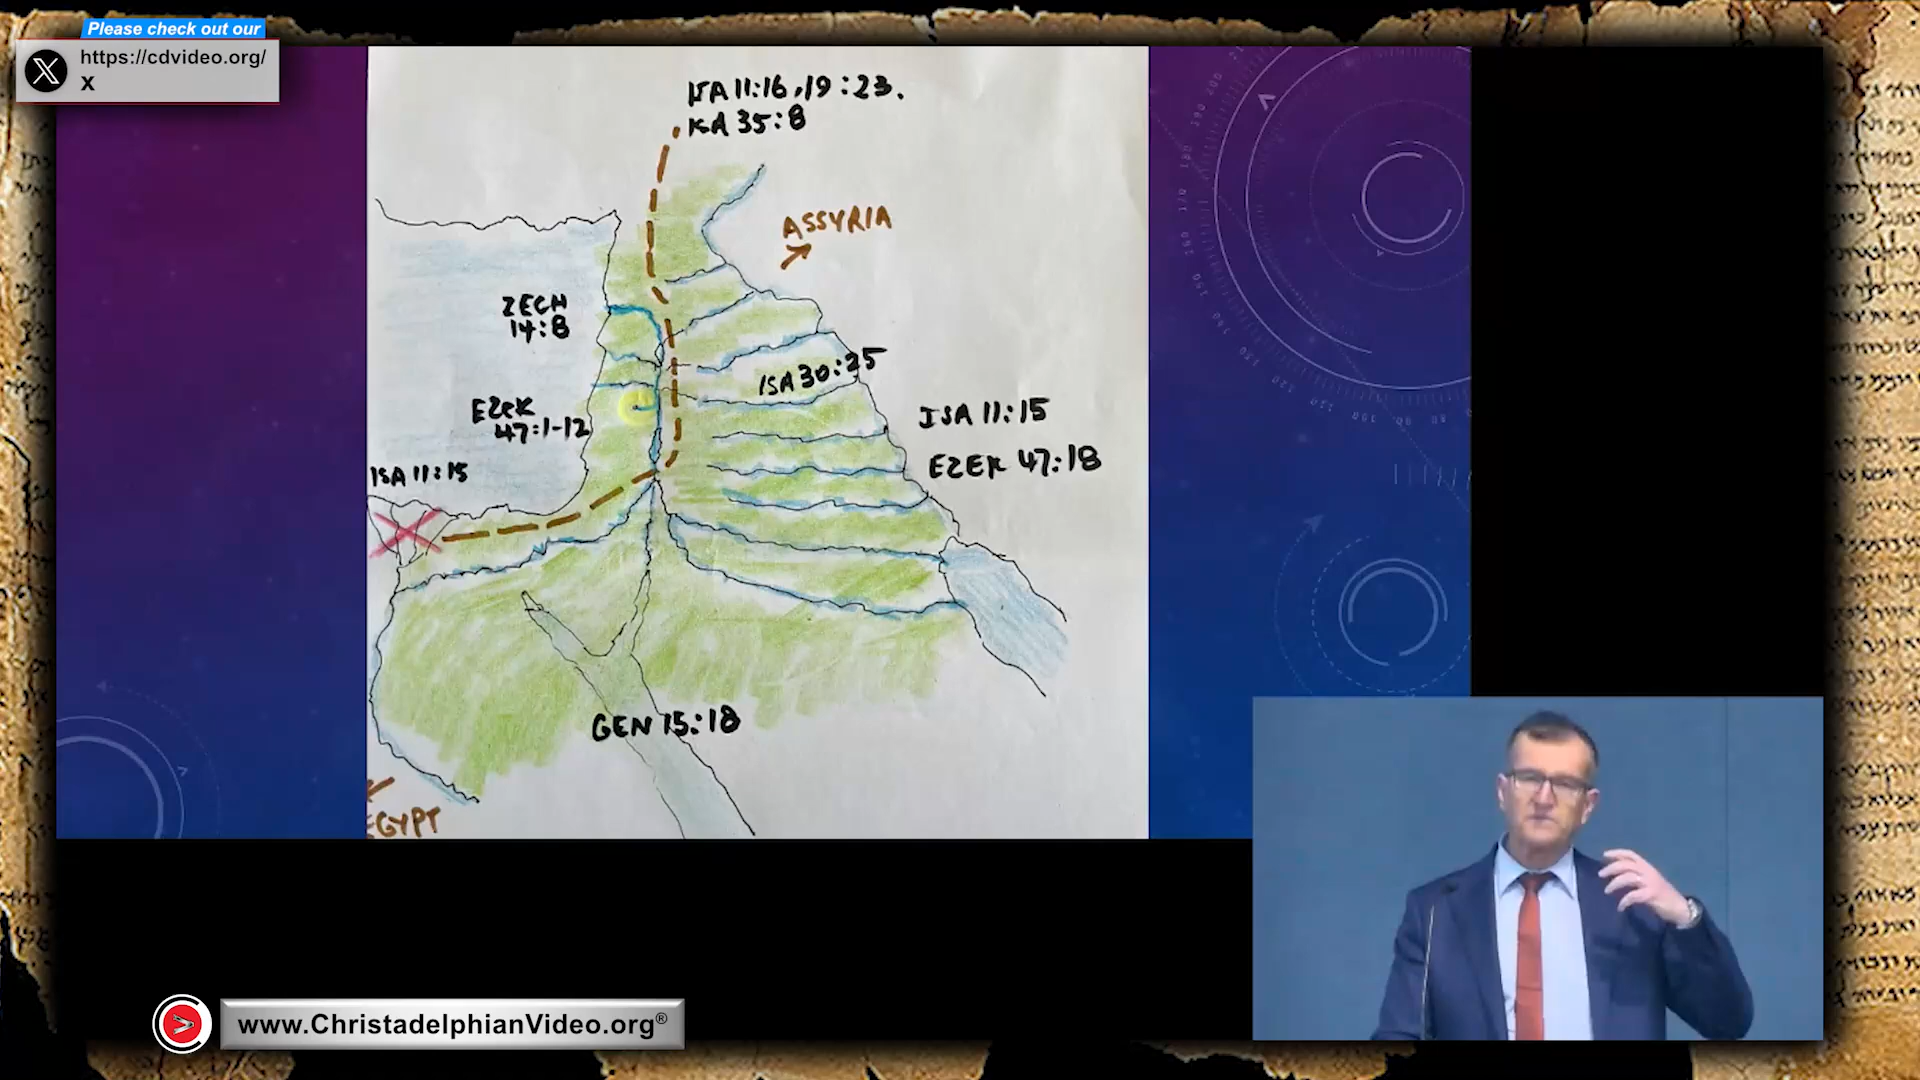 Please check out our
https://cdvideo.org/
X
ISA 11:16, 19:23.
ISA 35:8
ASSYRIA
ZECH
14:8
ISA 30:25
EZEK
47:1-12
ISA 11:15
EZEK 47:18
ISA 11:15
GEN 15:18
EGYPT
www.ChristadelphianVideo.org®